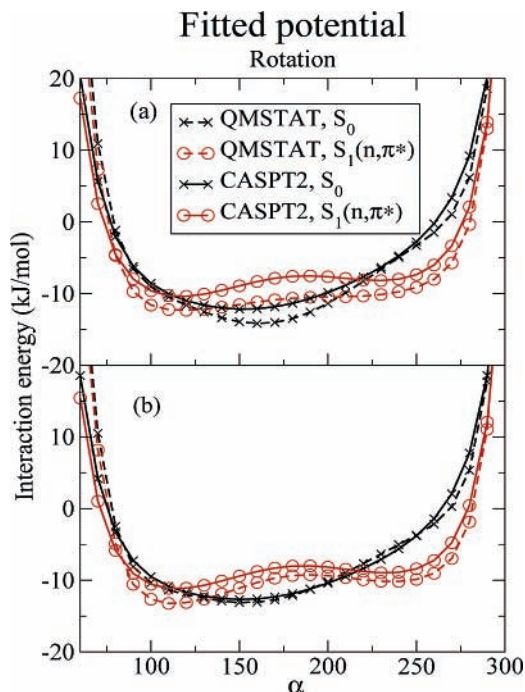 Fitted potential
Rotation
20
(a)
QMSTAT, S0
QMSTAT, S1(n,π*)
CASPT2, S0
CASPT2, S1(n,π*)
10
0
-10
-20
Interaction energy (kJ/mol)
(b)
10
0
-10
-20
100 150 200 250 300
α